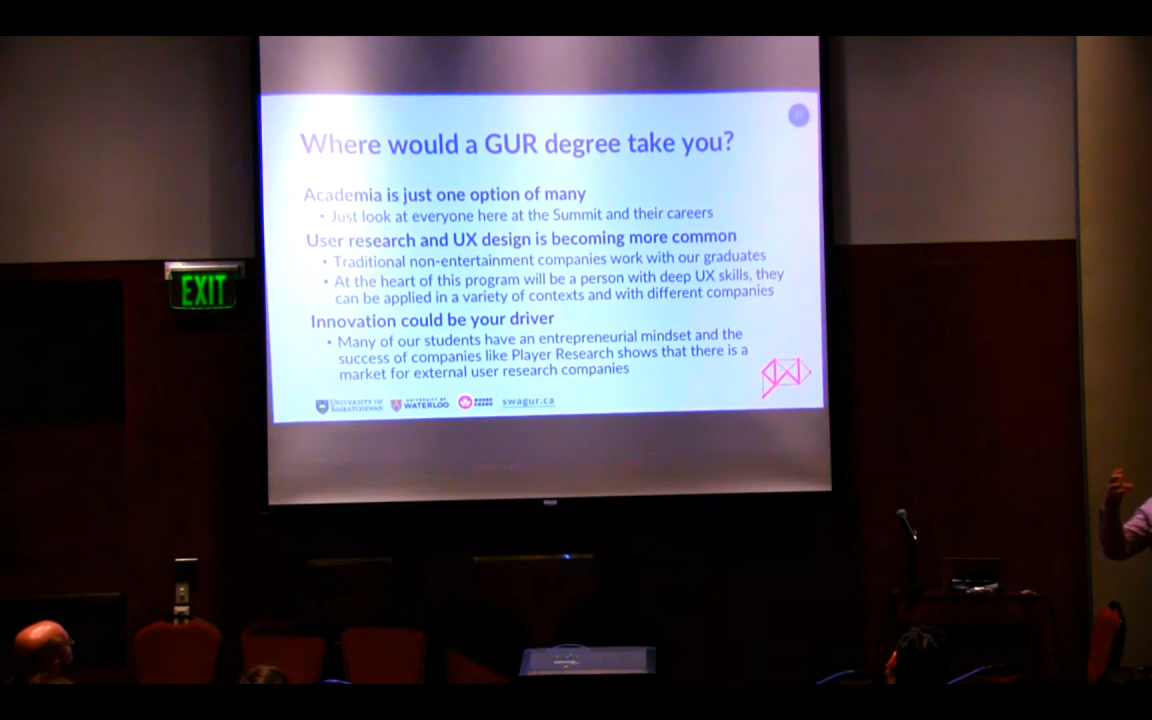 Where would a GUR degree take you?
Academia is just one option of many
• Just look at everyone here at the Summit and their careers
User research and UX design is becoming more common
• Traditional non-entertainment companies work with our graduates
• At the heart of this program will be a person with deep UX skills, they
can be applied in a variety of contexts and with different companies
Innovation could be your driver
• Many of our students have an entrepreneurial mindset and the
success of companies like Player Research shows that there is a
market for external user research companies
UNIVERSITY OF
SASKATCHEWAN
UNIVERSITY OF
WATERLOO
swagur.ca
EXIT